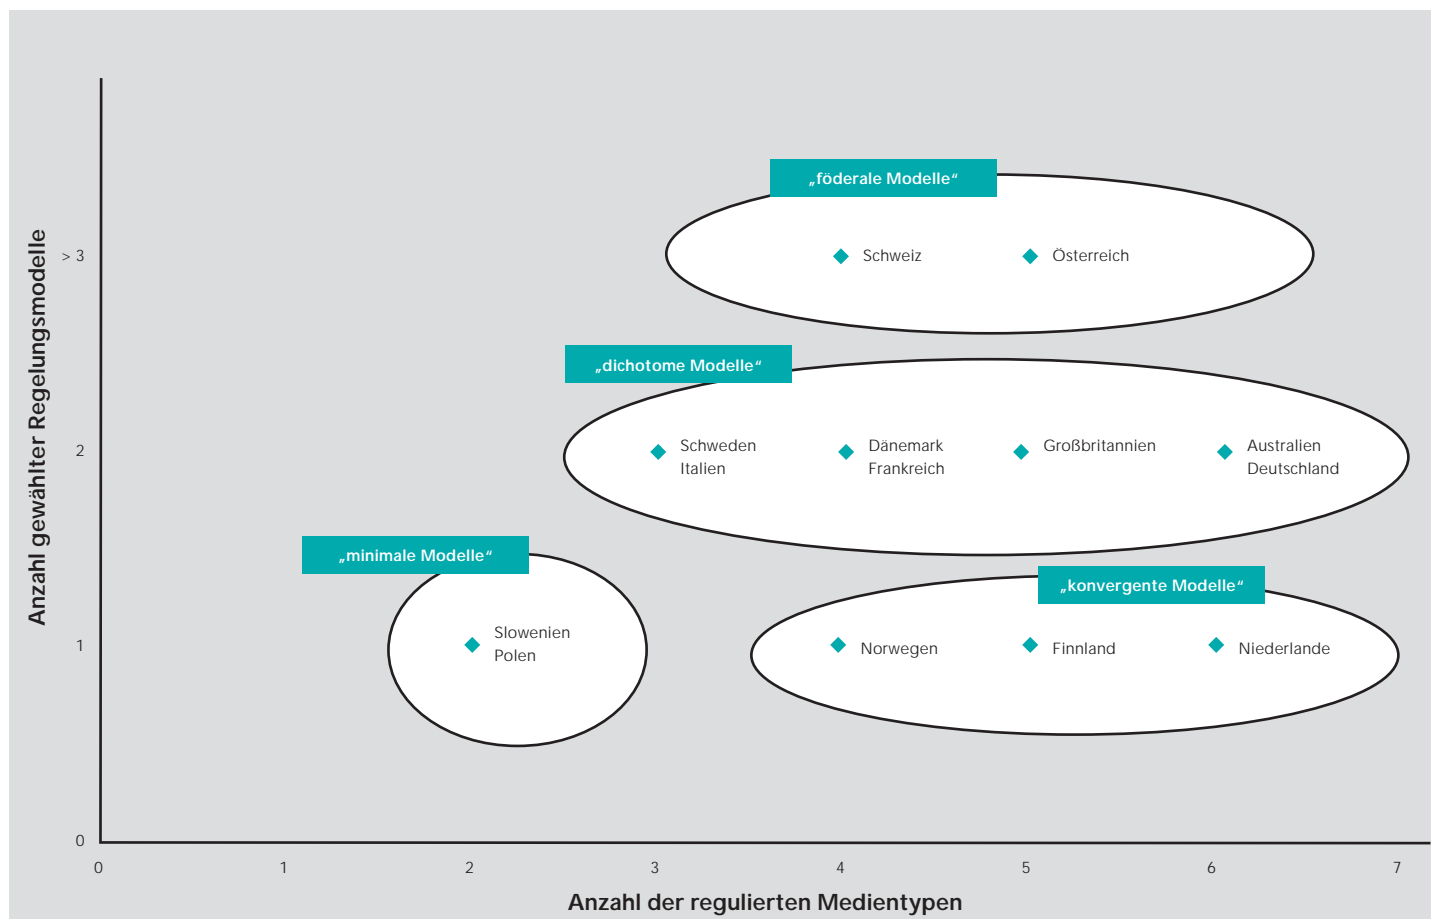 Anzahl gewählter Regelungsmodelle
„föderale Modelle“
> 3
Schweiz
Österreich
„dichotome Modelle“
2
Schweden
Italien
Dänemark
Frankreich
Großbritannien
Australien
Deutschland
„minimale Modelle“
„konvergente Modelle“
1
Slowenien
Polen
Norwegen
Finnland
Niederlande
0
0 1 2 3 4 5 6 7
Anzahl der regulierten Medientypen